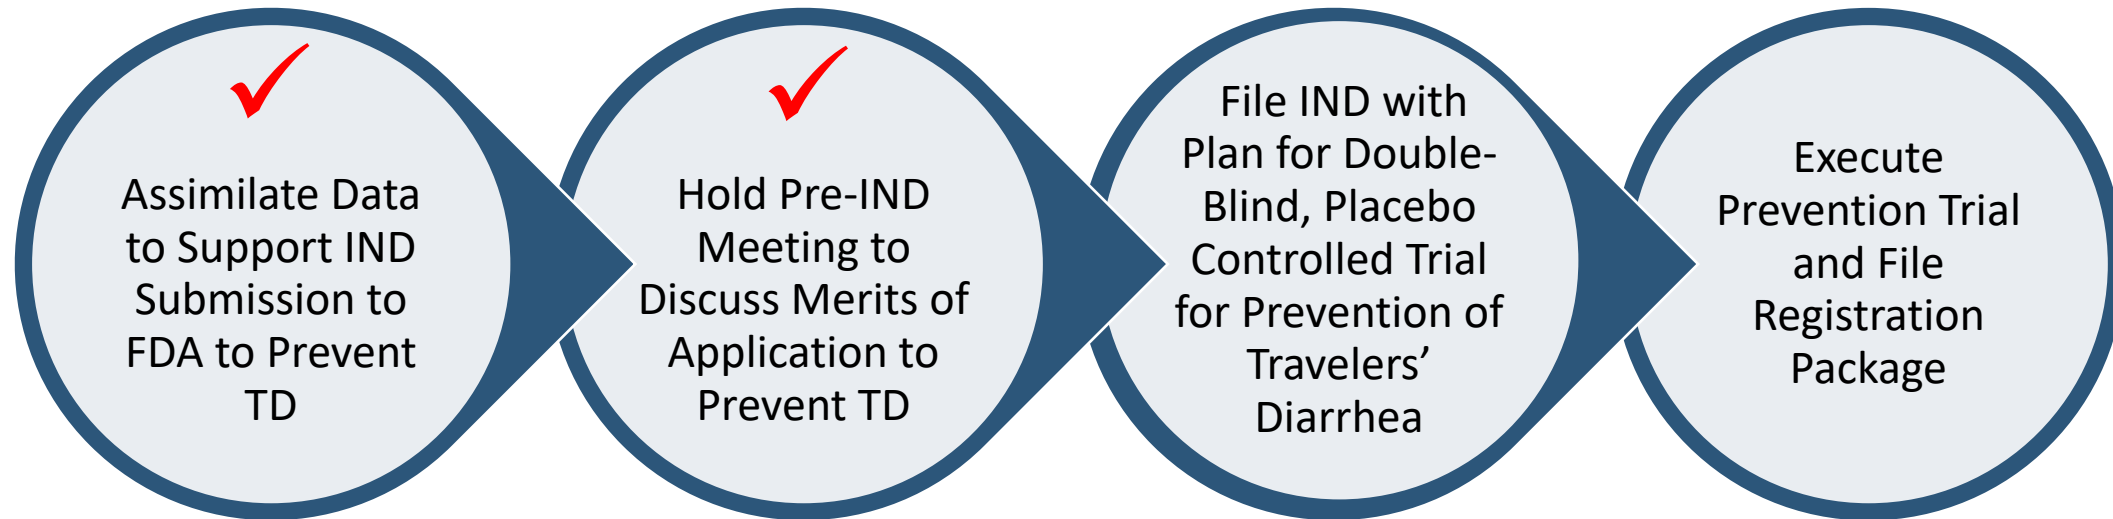 Assimilate Data
to Support IND
Submission to
FDA to Prevent
TD
Hold Pre-IND
Meeting to
Discuss Merits of
Application to
Prevent TD
File IND with
Plan for Double-
Blind, Placebo
Controlled Trial
for Prevention of
Travelers’
Diarrhea
Execute
Prevention Trial
and File
Registration
Package